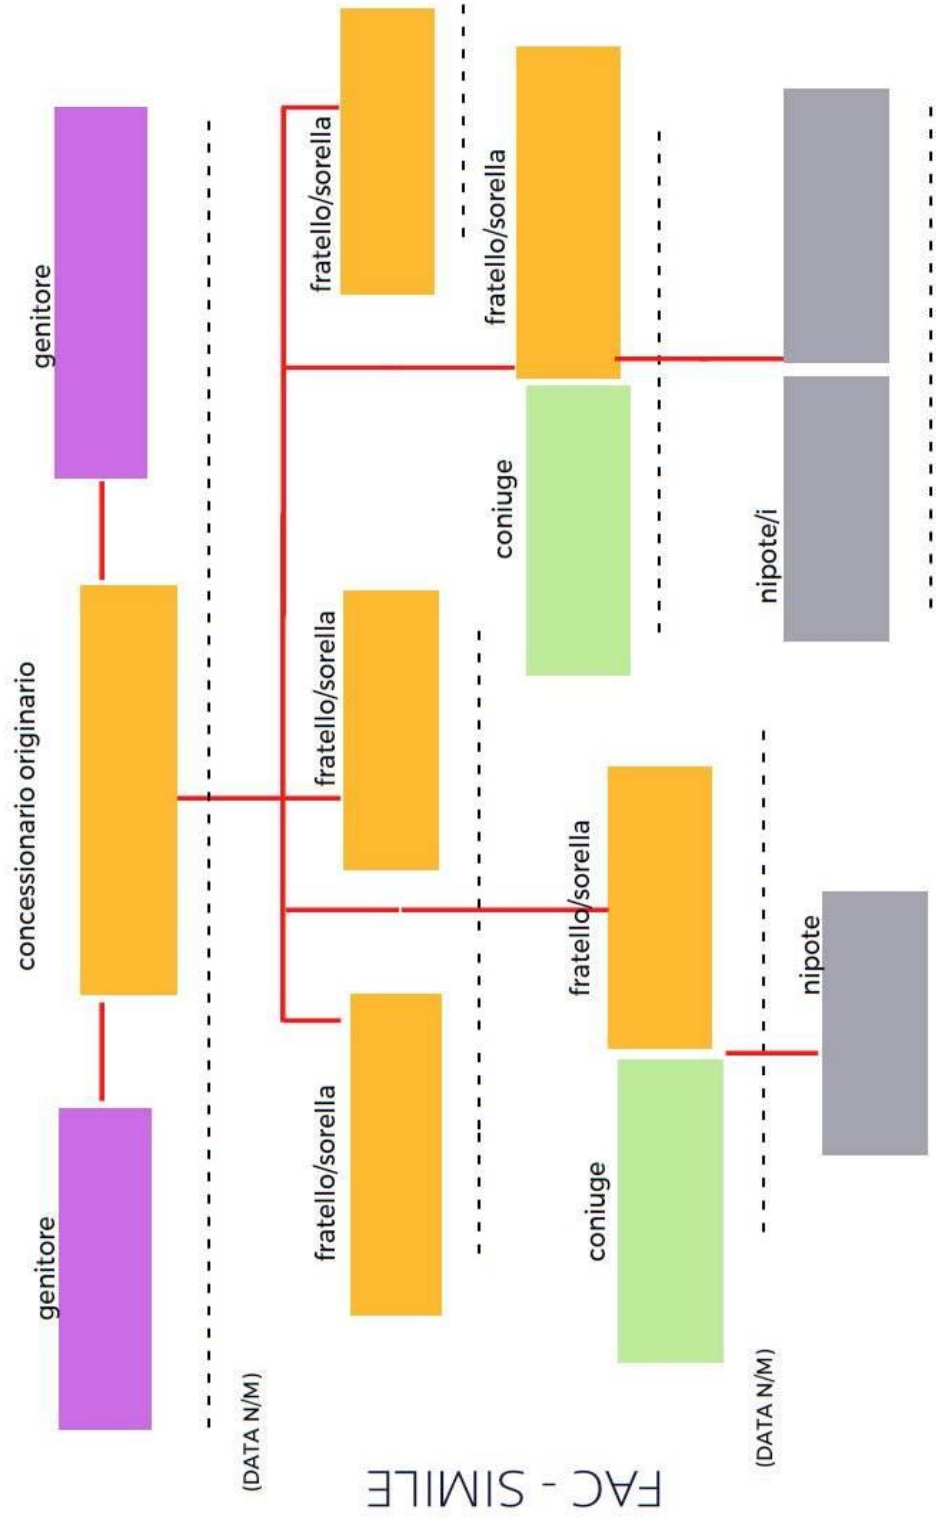 concessionario originario
genitore
genitore
(DATA N/M)
fratello/sorella
fratello/sorella
fratello/sorella
coniuge
fratello/sorella
coniuge
fratello/sorella
(DATA N/M)
nipote
nipote/i
FAC - SIMILE